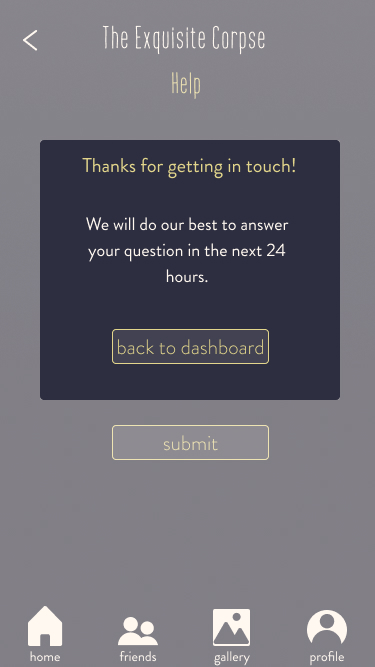 The Exquisite Corpse
Help
Thanks for getting in touch!
We will do our best to answer
your question in the next 24
hours.
back to dashboard
submit
home
friends
gallery
profile